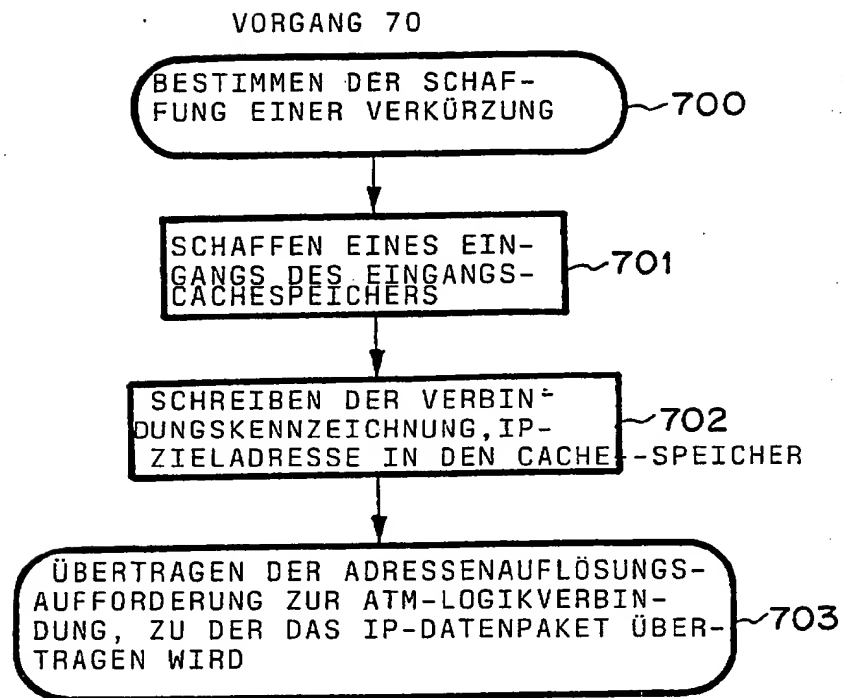 VORGANG 70
BESTIMMEN DER SCHAF-
FUNG EINER VERKÜRZUNG
700
SCHAFFEN EINES EIN-
GANGS DES EINGANGS-
CACHESPEICHERS
701
SCHREIBEN DER VERBIN-
DUNGSKENNZEICHNUNG, IP-
ZIELADRESSE IN DEN CACHE--SPEICHER
702
ÜBERTRAGEN DER ADRESSENAUFLÖSUNGS-
AUFFORDERUNG ZUR ATM-LOGIKVERBIN-
DUNG, ZU DER DAS IP-DATENPAKET ÜBER-
TRAGEN WIRD
703